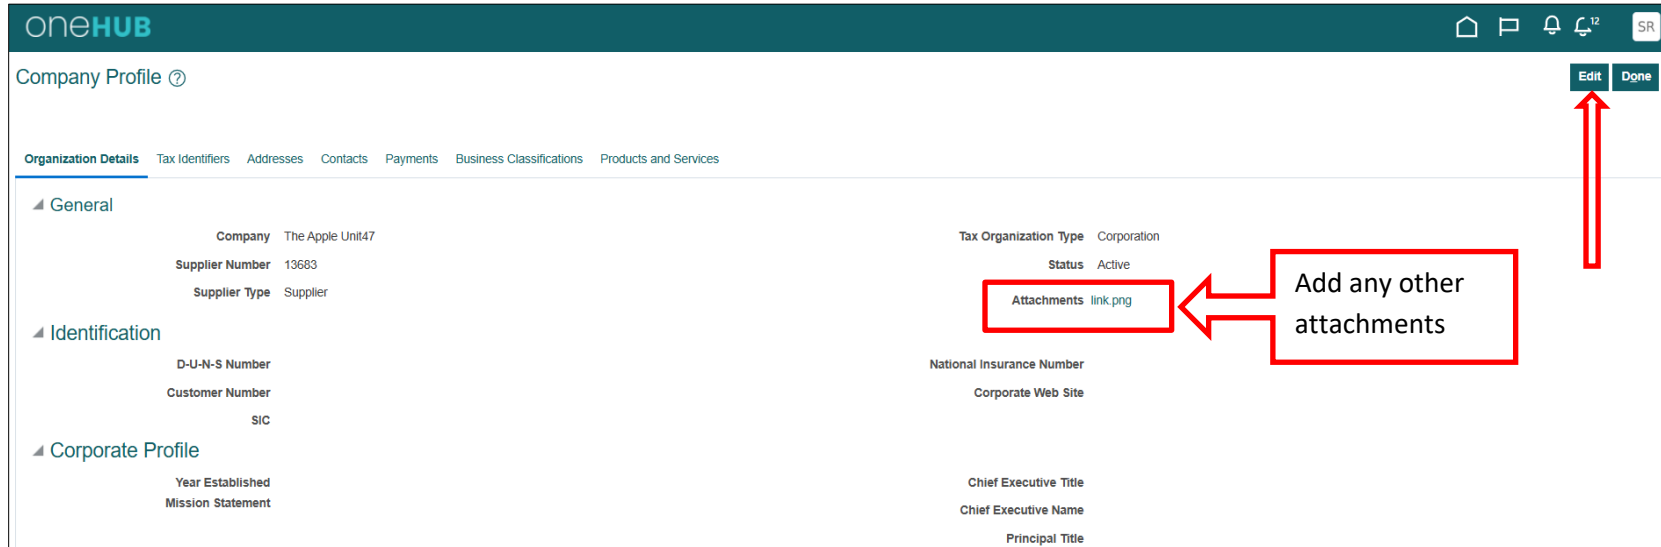 oneHUB
12
SR
Company Profile ?
Edit Done
Organization Details Tax Identifiers Addresses Contacts Payments Business Classifications Products and Services
General
Company The Apple Unit47
Tax Organization Type Corporation
Supplier Number 13683
Status Active
Supplier Type Supplier
Attachments link.png
Add any other
attachments
Identification
D-U-N-S Number
National Insurance Number
Customer Number
Corporate Web Site
SIC
Corporate Profile
Year Established
Chief Executive Title
Mission Statement
Chief Executive Name
Principal Title